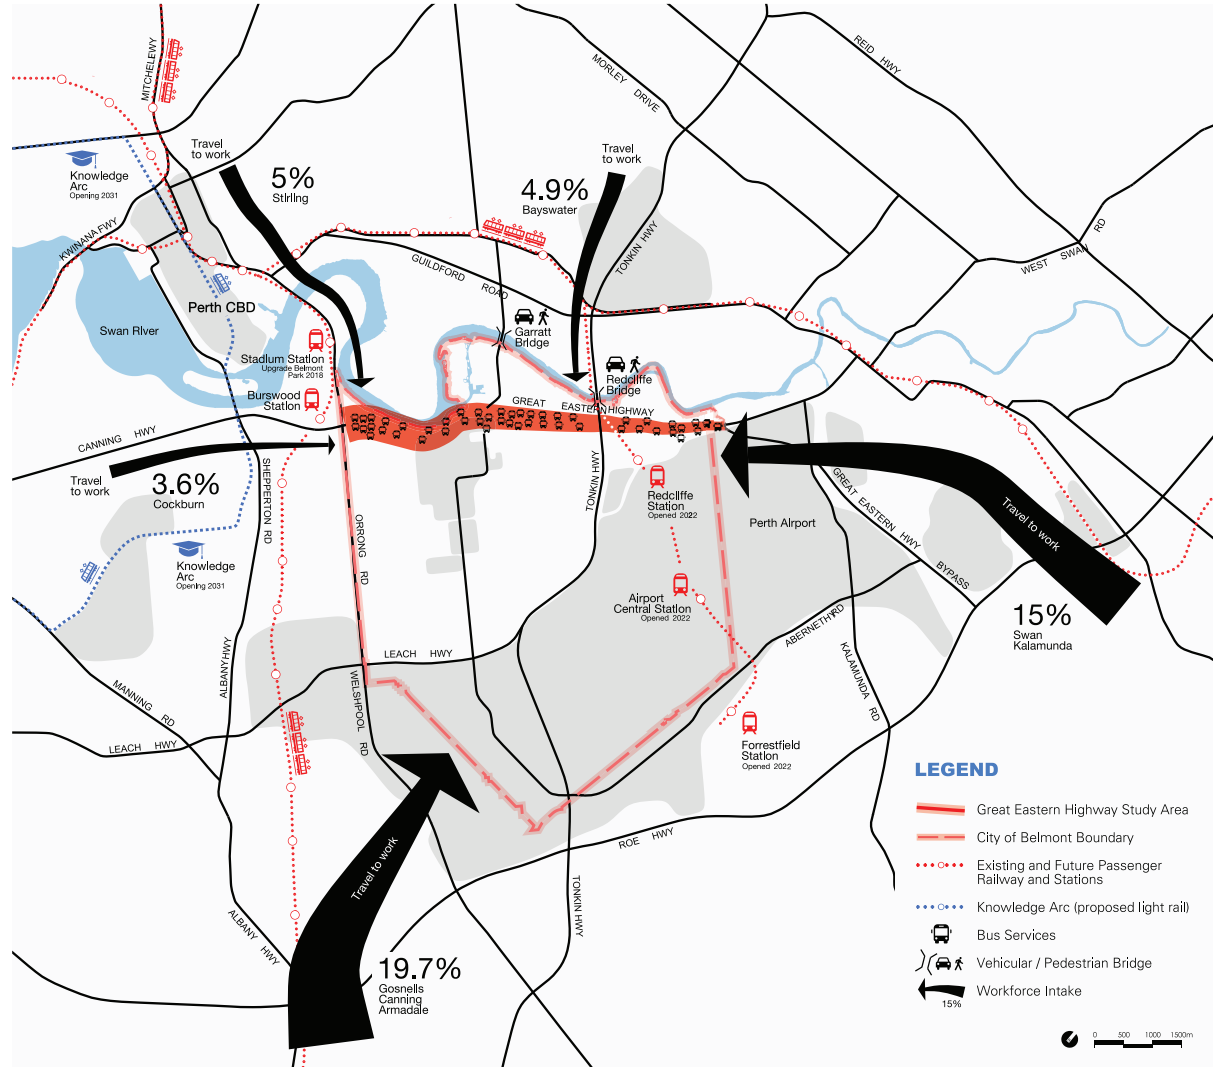 MITCHELEWY
REID HWY
MORLEY DRIVE
Travel
to work
Travel
to work
Knowledge
Arc
Opening 2031
5%
Stirling
4.9%
Bayswater
KWINANA FWY
TONKIN HWY
WEST SWAN RD
GUILDFORD ROAD
Perth CBD
Swan River
Garratt
Bridge
Stadium Station
Upgrade Belmont
Park 2018
Redcliffe
Bridge
Burswood
Station
GREAT EASTERN HIGHWAY
CANNING HWY
Travel
to work
3.6%
Cockburn
SHEPPERTON RD
TONKIN HWY
Redcliffe
Station
Opened 2022
Perth Airport
GREAT EASTERN HWY
BYPASS
Travel to work
ORRONG RD
Knowledge
Arc
Opening 2031
Airport
Central Station
Opened 2022
15%
Swan
Kalamunda
ABERNETHY RD
KALAMUNDA RD
LEACH HWY
ALBANY HWY
MANNING RD
WELSHPOOL RD
LEACH HWY
Forrestfield
Station
Opened 2022
ROE HWY
Travel to work
TONKIN HWY
ALBANY HWY
19.7%
Gosnells
Canning
Armadale
LEGEND
Great Eastern Highway Study Area
City of Belmont Boundary
Existing and Future Passenger
Railway and Stations
Knowledge Arc (proposed light rail)
Bus Services
Vehicular / Pedestrian Bridge
Workforce Intake
15%
0 500 1000 1500m